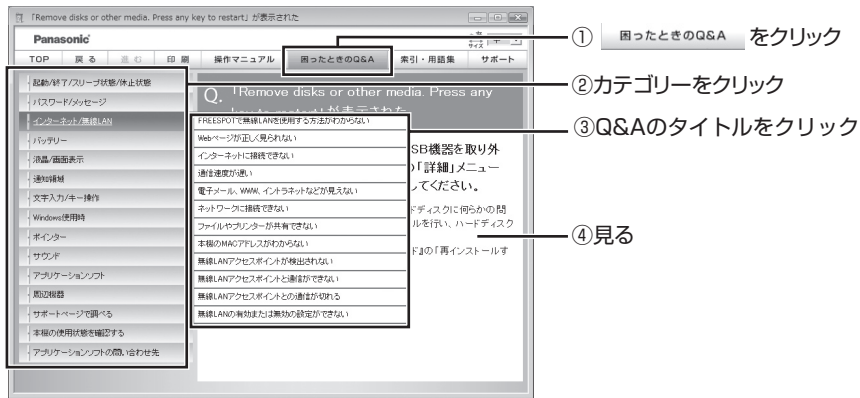 「Remove disks or other media. Press any key to restart」が表示された
Panasonic
TOP 戻る 進む 印刷 操作マニュアル 困ったときのQ&A 索引・用語集 サポート
起動/終了/スリープ状態/休止状態
パスワード/メッセージ
インターネット/無線LAN
バッテリー
液晶/画面表示
通知領域
文字入力/キー操作
Windows使用時
ポインター
サウンド
アプリケーションソフト
周辺機器
サポートページで調べる
本機の使用状態を確認する
アプリケーションソフトの問い合わせ先
Q. 「Remove disks or other media. Press any
key to restart」が表示された
FREESPOTで無線LANを使用する方法がわからない
Webページが正しく見られない
インターネットに接続できない
通信速度が遅い
電子メール、WWW、イントラネットなどが見えない
ネットワークに接続できない
ファイルやプリンターが共有できない
本機のMACアドレスがわからない
無線LANアクセスポイントが検出されない
無線LANアクセスポイントと通信ができない
無線LANアクセスポイントとの通信が切れる
無線LANの有効または無効の設定ができない
SB機器を取り外
の「詳細」メニュー
してください。
ードディスクに何らかの問
ルを行い、ハードディスク
ド』の「再インストールす
① 困ったときのQ&A をクリック
②カテゴリーをクリック
③Q&Aのタイトルをクリック
④見る